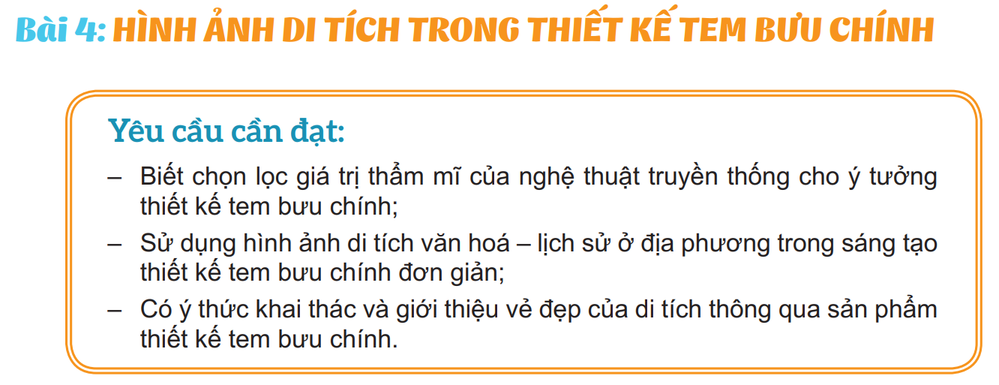 Bài 4: HÌNH ẢNH DI TÍCH TRONG THIẾT KẾ TEM BƯU CHÍNH
Yêu cầu cần đạt:
– Biết chọn lọc giá trị thẩm mĩ của nghệ thuật truyền thống cho ý tưởng
thiết kế tem bưu chính;
– Sử dụng hình ảnh di tích văn hoá – lịch sử ở địa phương trong sáng tạo
thiết kế tem bưu chính đơn giản;
– Có ý thức khai thác và giới thiệu vẻ đẹp của di tích thông qua sản phẩm
thiết kế tem bưu chính.